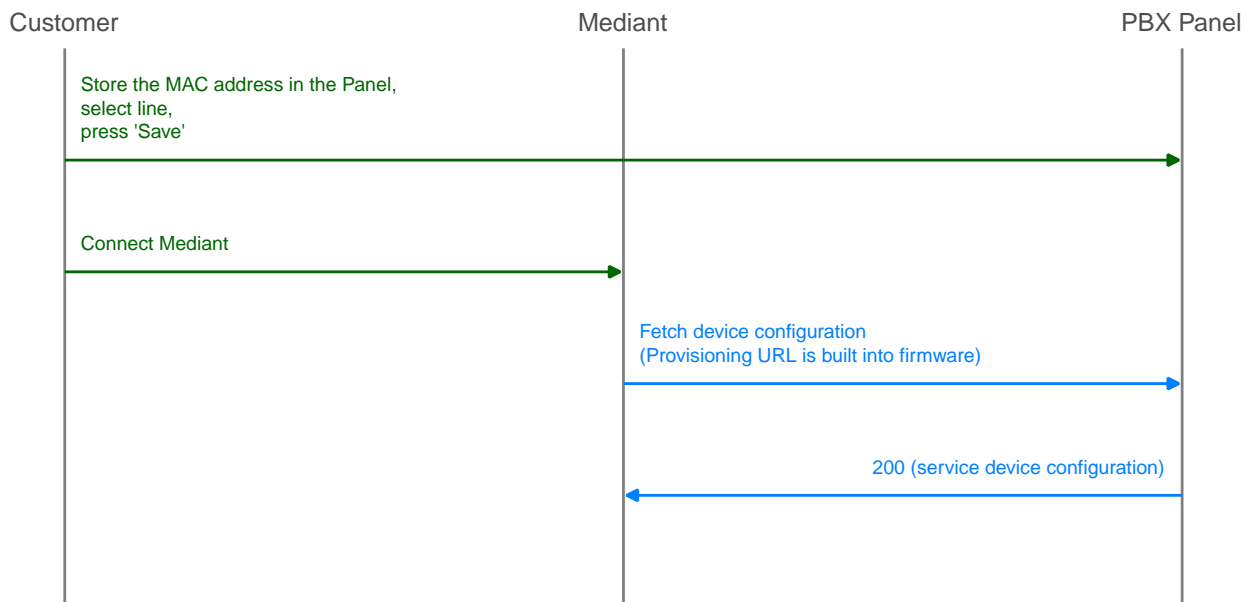 Customer
Mediant
PBX Panel
Store the MAC address in the Panel,
select line,
press 'Save'
Connect Mediant
Fetch device configuration
(Provisioning URL is built into firmware)
200 (service device configuration)